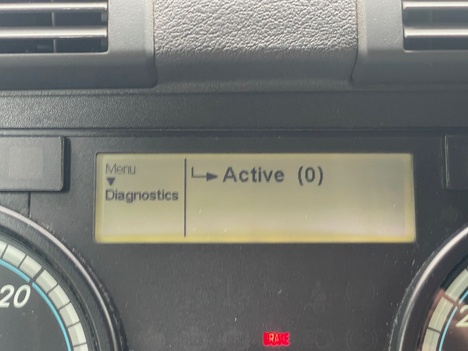 Menu
Diagnostics
Active (0)
20